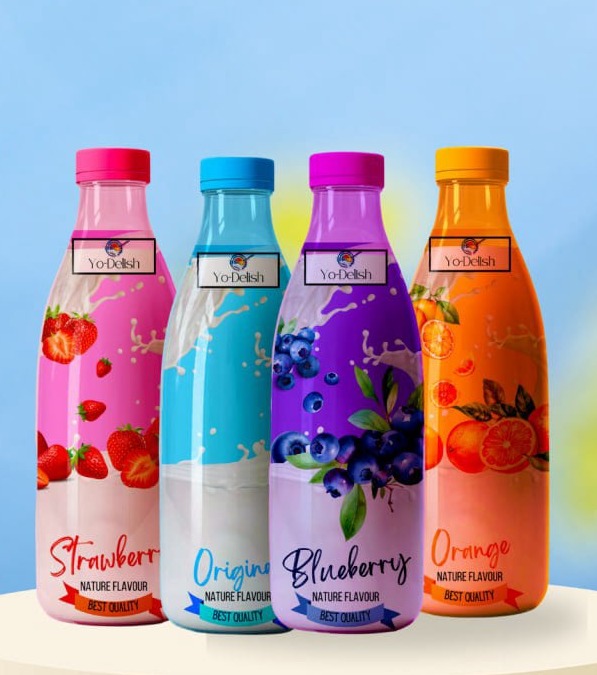 Yo-Delish
Strawberr
NATURE FLAVOUR
BEST QUALITY
Yo-Delish
Origina
NATURE FLAVOUR
BEST QUALITY
Yo-Delish
Blueberry
NATURE FLAVOUR
BEST QUALITY
Yo-Delish
Orange
NATURE FLAVOUR
BEST QUALITY